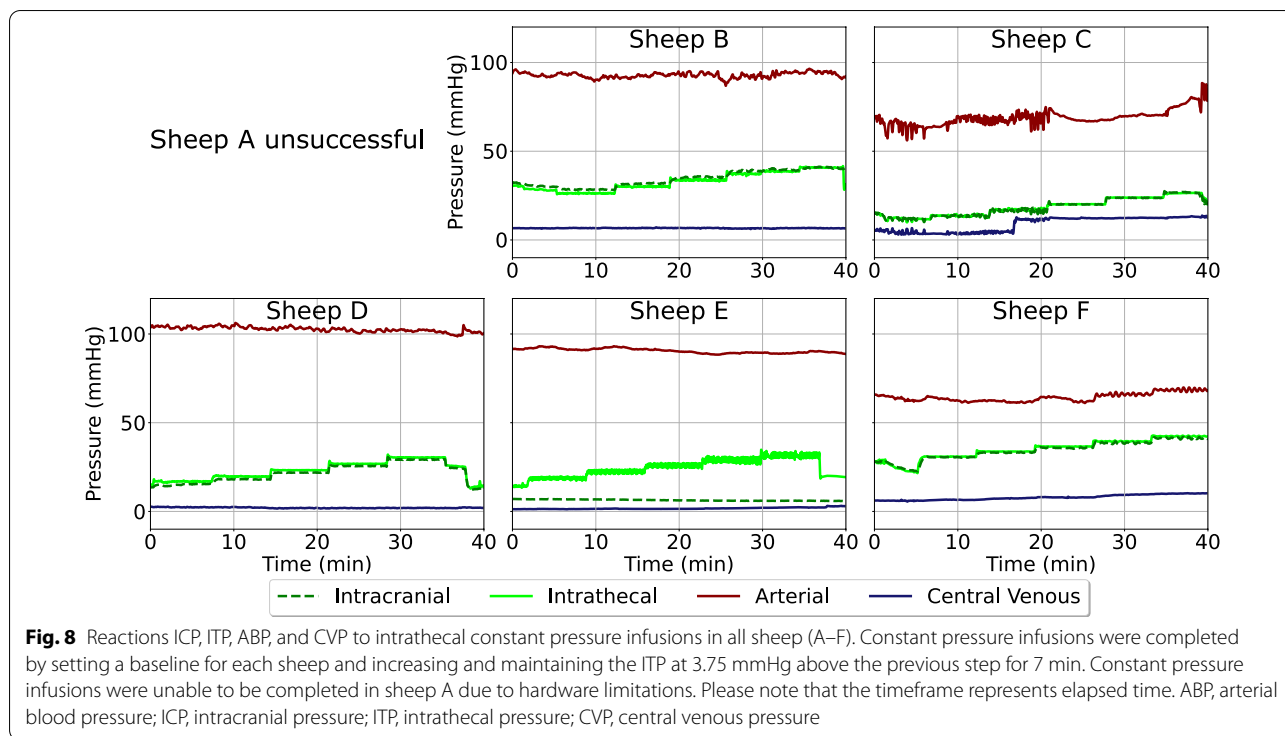 Sheep B
Sheep C
100
Pressure (mmHg)
Sheep A unsuccessful
50
0
0 10 20 30 40
0 10 20 30 40
Sheep D
Sheep E
Sheep F
100
Pressure (mmHg)
50
0
0 10 20 30 40
0 10 20 30 40
0 10 20 30 40
Time (min)
Time (min)
Time (min)
Intracranial
Intrathecal
Arterial
Central Venous
Fig. 8 Reactions ICP, ITP, ABP, and CVP to intrathecal constant pressure infusions in all sheep (A–F). Constant pressure infusions were completed
by setting a baseline for each sheep and increasing and maintaining the ITP at 3.75 mmHg above the previous step for 7 min. Constant pressure
infusions were unable to be completed in sheep A due to hardware limitations. Please note that the timeframe represents elapsed time. ABP, arterial
blood pressure; ICP, intracranial pressure; ITP, intrathecal pressure; CVP, central venous pressure